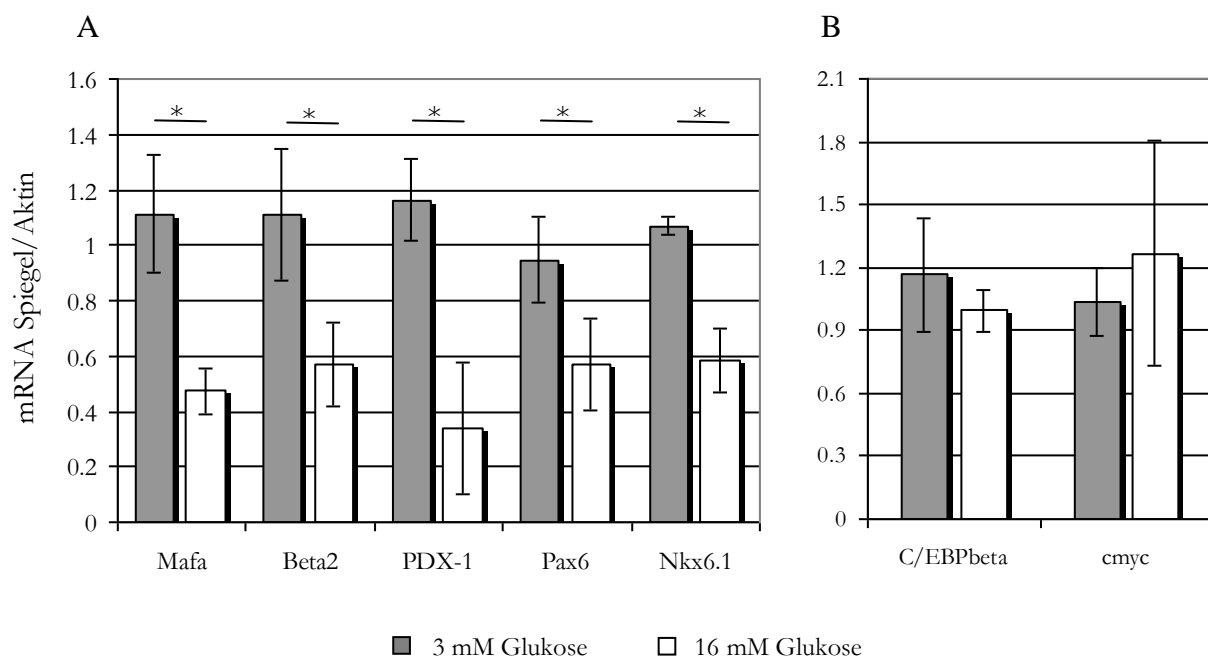 A
B
mRNA Spiegel/Aktin
1.6
1.4
1.2
1
0.8
0.6
0.4
0.2
0
* * * * *
Mafa Beta2 PDX-1 Pax6 Nkx6.1
2.1
1.8
1.5
1.2
0.9
0.6
0.3
0
C/EBPbeta cmyc
3 mM Glukose 16 mM Glukose